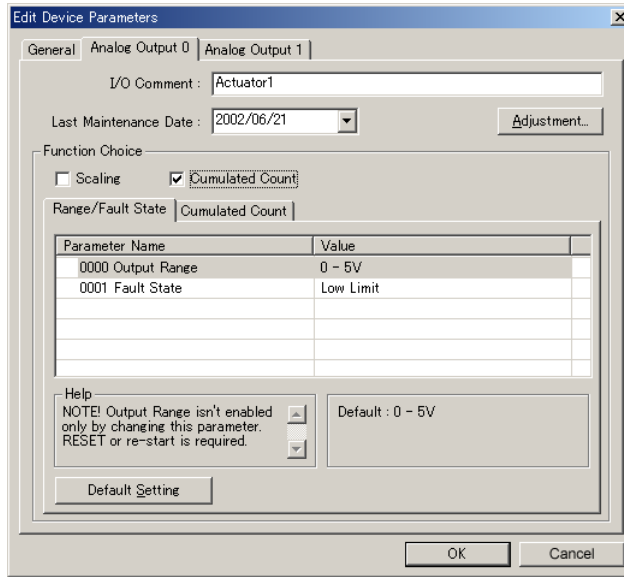 Edit Device Parameters
General Analog Output 0 Analog Output 1
I/O Comment : Actuator1
Last Maintenance Date : 2002/06/21 Adjustment...
Function Choice
Scaling Cumulated Count
Range/Fault State Cumulated Count
Parameter Name Value
0000 Output Range 0 - 5V
0001 Fault State Low Limit
Help
NOTE! Output Range isn't enabled
only by changing this parameter.
RESET or re-start is required.
Default : 0 - 5V
Default Setting
OK Cancel